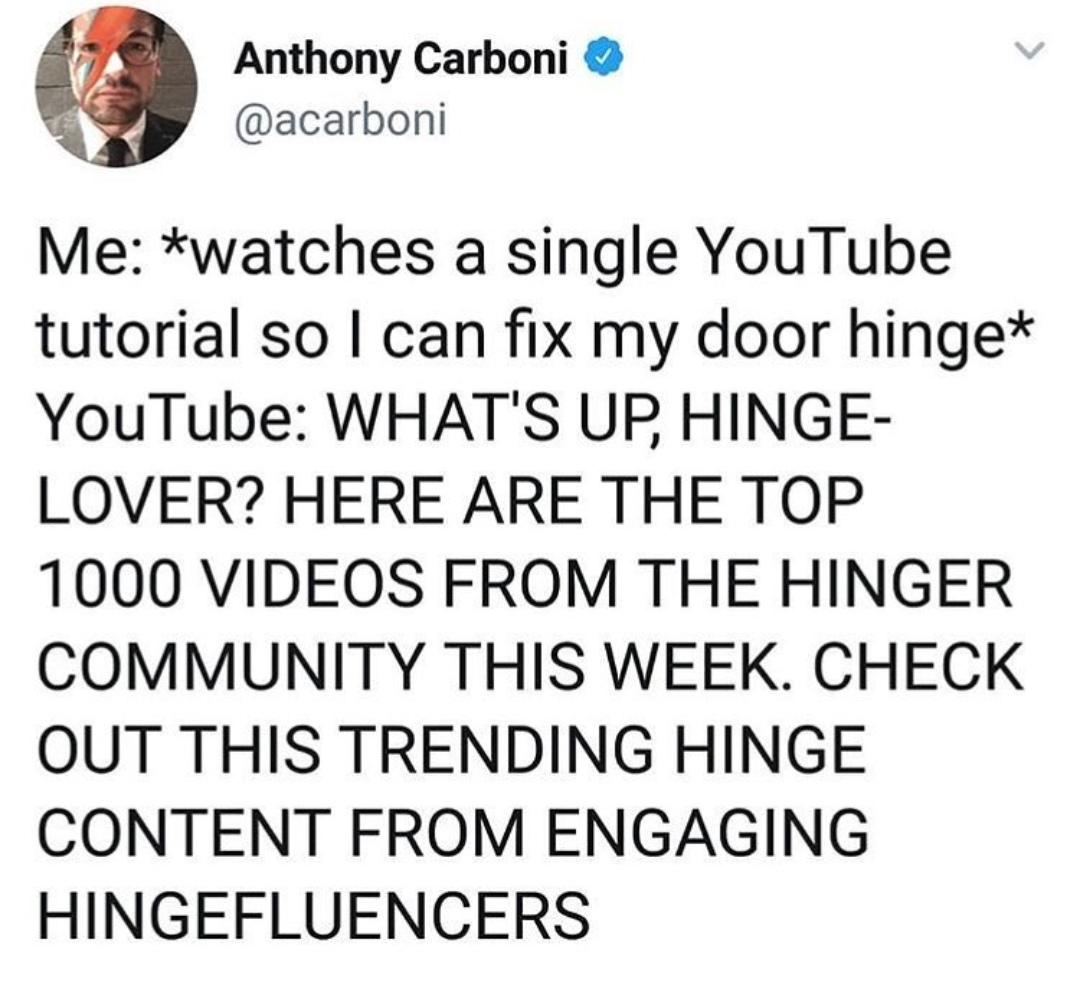 Anthony Carboni
@acarboni
Me: *watches a single YouTube
tutorial so I can fix my door hinge*
YouTube: WHAT'S UP, HINGE-
LOVER? HERE ARE THE TOP
1000 VIDEOS FROM THE HINGER
COMMUNITY THIS WEEK. CHECK
OUT THIS TRENDING HINGE
CONTENT FROM ENGAGING
HINGEFLUENCERS